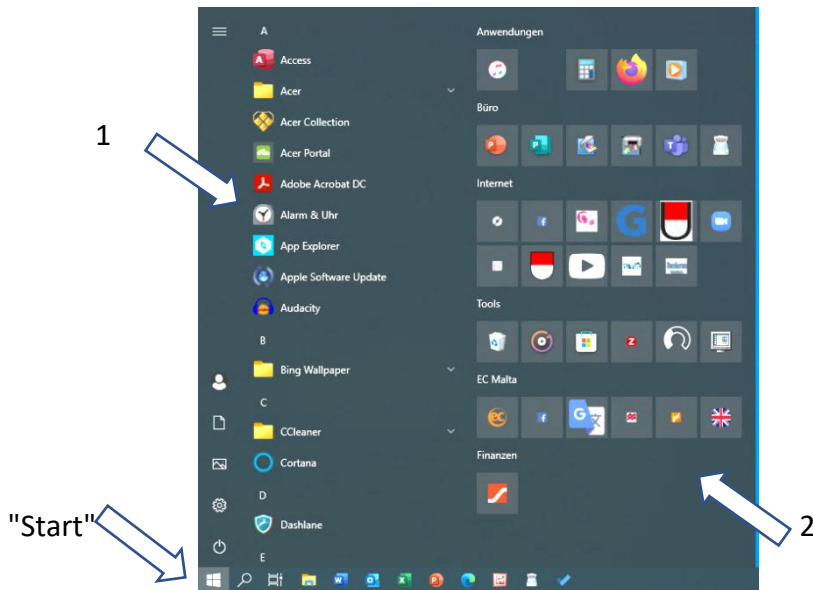 A
Access
Acer
Acer Collection
Acer Portal
Adobe Acrobat DC
Alarm & Uhr
App Explorer
Apple Software Update
Audacity
B
Bing Wallpaper
C
CCleaner
Cortana
D
Dashlane
E
Anwendungen
Büro
Internet
Tools
EC Malta
Finanzen
1
2
"Start"